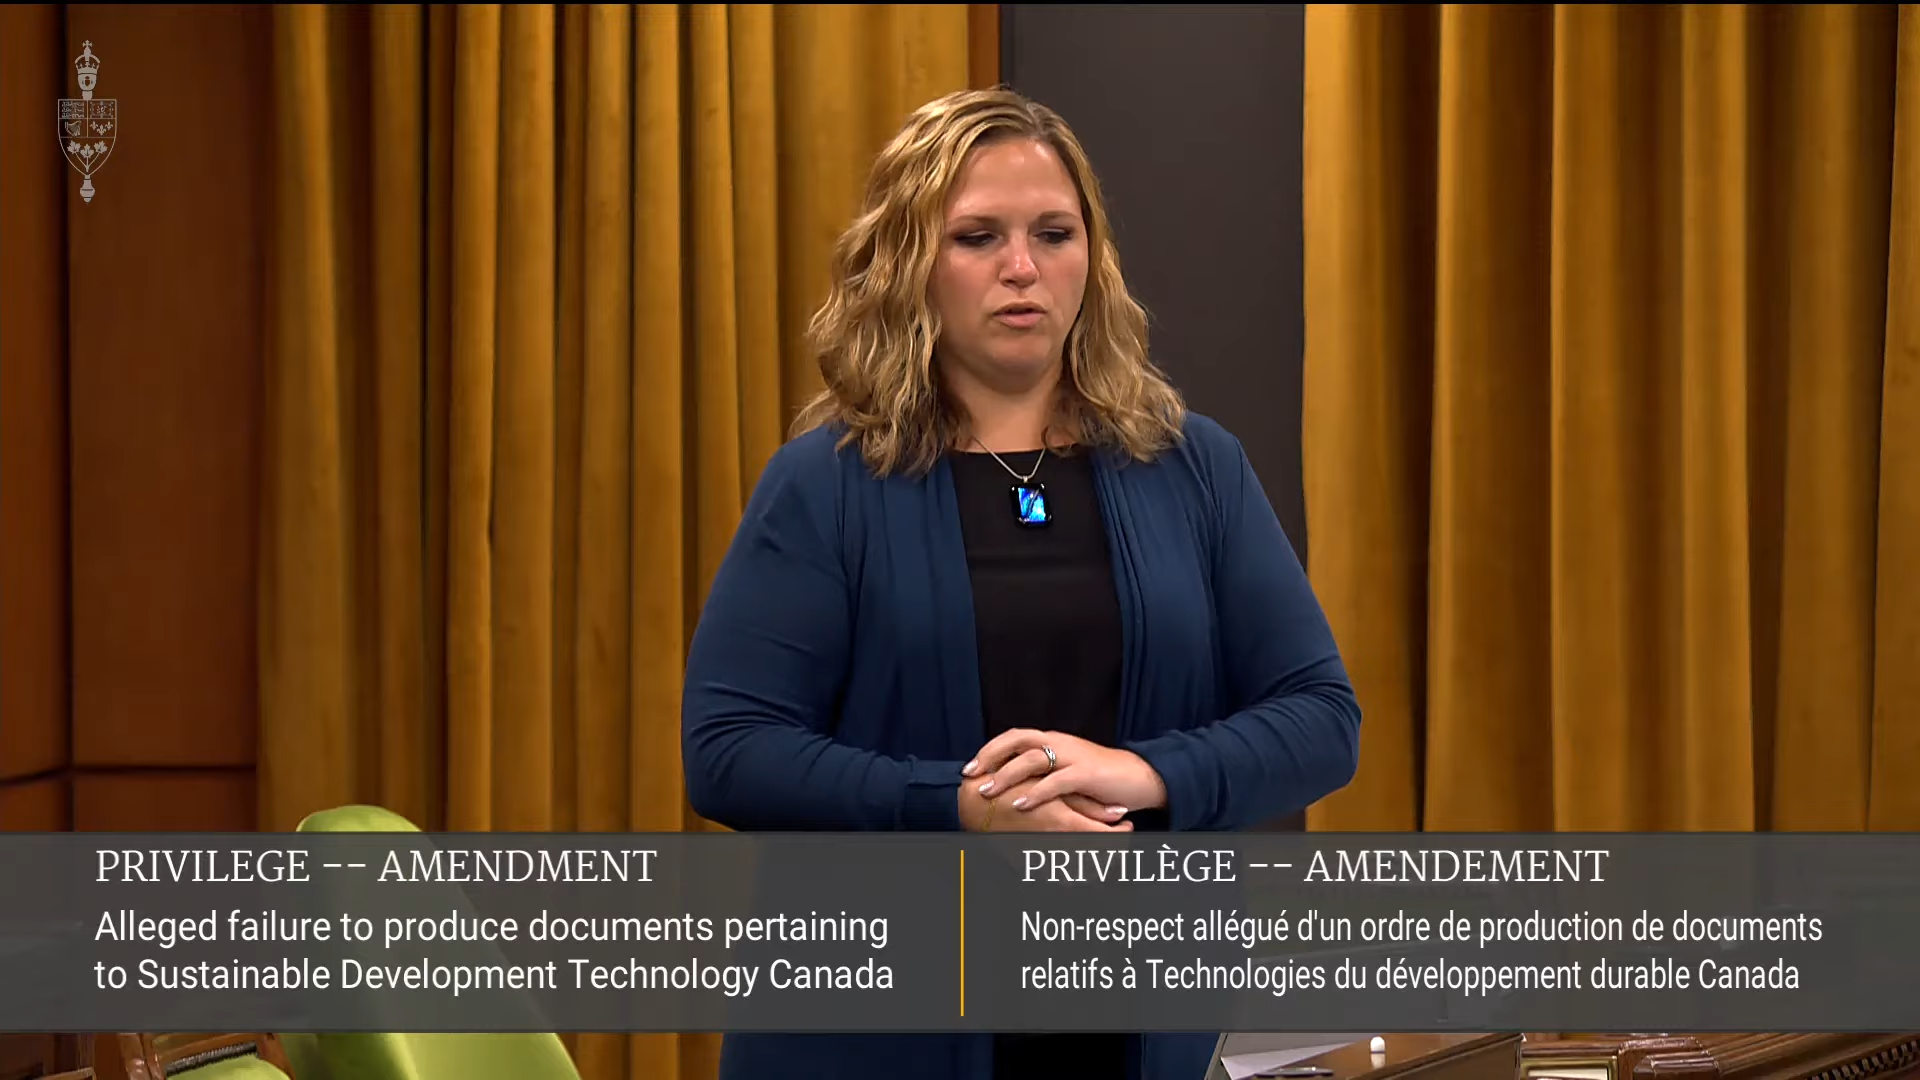 PRIVILEGE -- AMENDMENT
Alleged failure to produce documents pertaining
to Sustainable Development Technology Canada
PRIVILÈGE -- AMENDEMENT
Non-respect allégué d'un ordre de production de documents
relatifs à Technologies du développement durable Canada